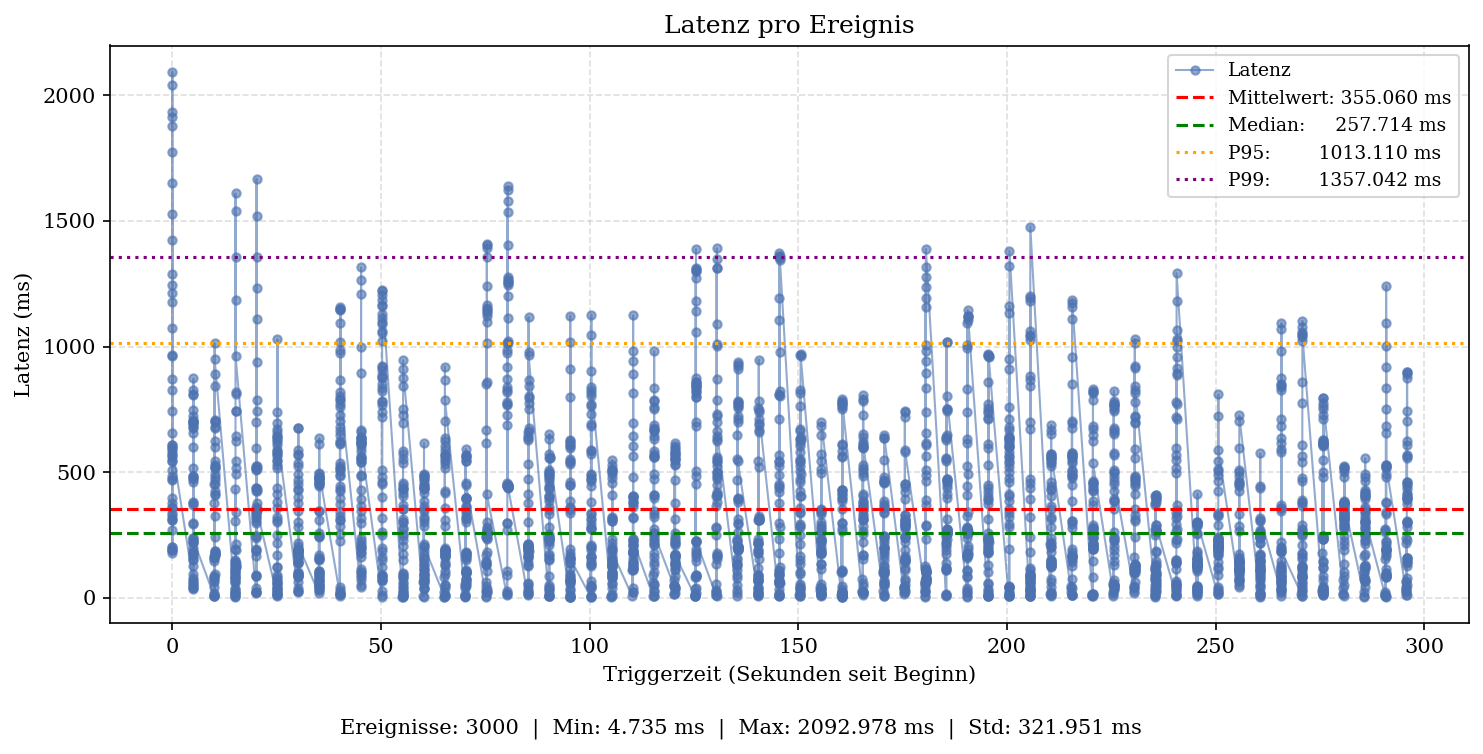 Latenz pro Ereignis
Latenz (ms)
2000
1500
1000
500
0
Latenz
Mittelwert: 355.060 ms
Median: 257.714 ms
P95: 1013.110 ms
P99: 1357.042 ms
0 50 100 150 200 250 300
Triggerzeit (Sekunden seit Beginn)
Ereignisse: 3000 | Min: 4.735 ms | Max: 2092.978 ms | Std: 321.951 ms